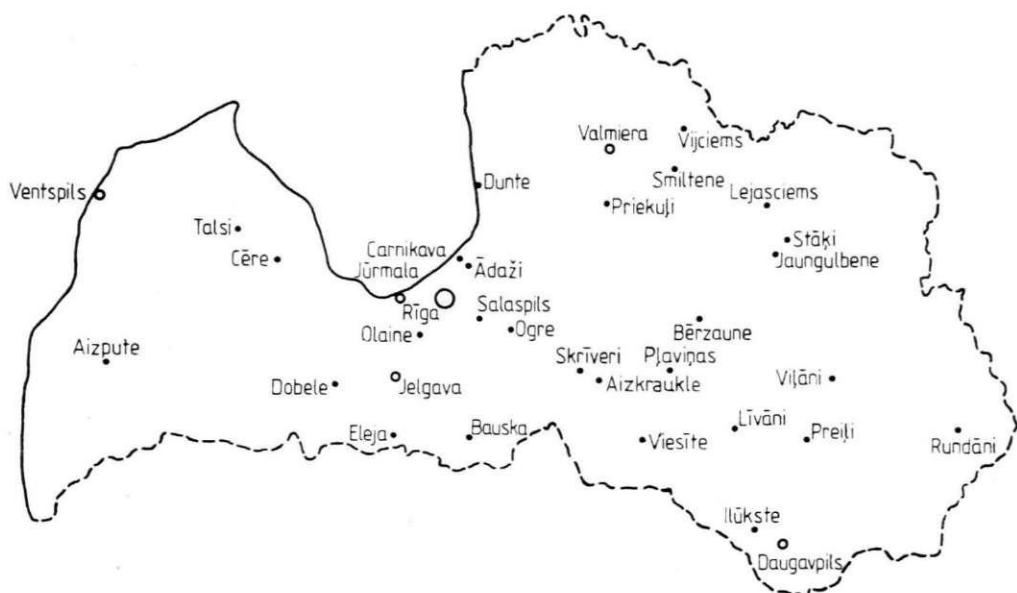 Valmiera
Vijciems
Smiltene
Dunte
Lejasciems
Ventspils
Priekuļi
Talsi
Stāķi
Carnikava
Cēre
Jaungulbene
Jūrmala
Ādaži
Rīga
Salaspils
Olaine
Ogre
Bērzaune
Aizpute
Skrīveri
Pļaviņas
Dobele
Jelgava
Aizkraukle
Viļāni
Eleja
Bauska
Līvāni
Viesīte
Preiļi
Rundāni
Ilūkste
Daugavpils